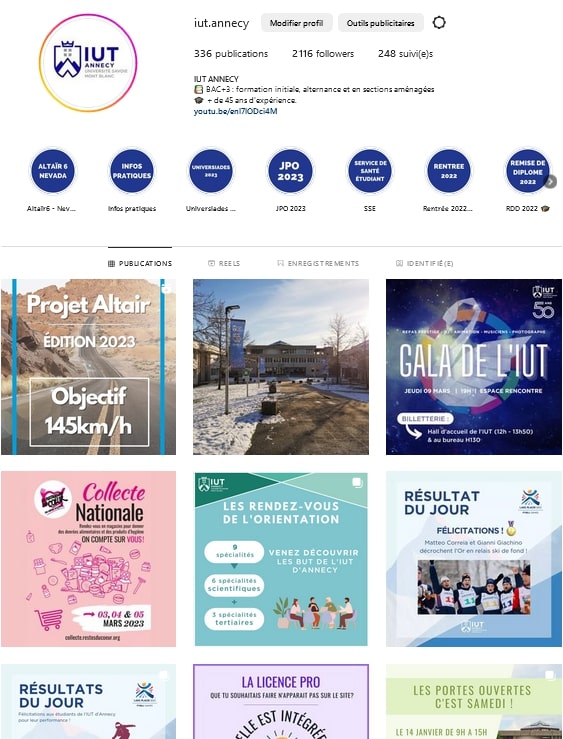 iut.annecy
Modifier profil
Outils publicitaires
336 publications
2116 followers
248 suivi(e)s
IUT
ANNECY
UNIVERSITÉ SAVOIE
MONT BLANC
IUT ANNECY
BAC+3 : formation initiale, alternance et en sections aménagées
+ de 45 ans d'expérience.
youtu.be/enI7IODci4M
ALTAÏR 6
NEVADA
INFOS
PRATIQUES
UNIVERSIADES
2023
JPO
2023
SERVICE DE
SANTÉ
ÉTUDIANT
RENTREE
2022
REMISE DE
DIPLOME
2022
Altaïr6 - Nev...
Infos pratiques
Universiades ...
JPO 2023
SSE
Rentrée 2022...
RDD 2022
PUBLICATIONS
REELS
ENREGISTREMENTS
IDENTIFIÉ(E)
Projet Altair
ÉDITION 2023
Objectif
145km/h
IUT
50
REPAS PRESTIGE - DJ - ANIMATION - MUSICIENS - PHOTOGRAPHE
GALA DE L'IUT
JEUDI 09 MARS | 19H | ESPACE RENCONTRE
BILLETTERIE :
Hall d'accueil de l'IUT (12h - 13h50)
& au bureau H130
Collecte
Nationale
Rendez-vous en magasins pour donner
des denrées alimentaires et des produits d'hygiène
ON COMPTE SUR VOUS!
03, 04 & 05
MARS 2023
collecte.restosducoeur.org
IUT
LES RENDEZ-VOUS
DE L'ORIENTATION
9
spécialités
6 spécialités
scientifiques
+
3 spécialités
tertiaires
VENEZ DÉCOUVRIR
LES BUT DE L'IUT
D'ANNECY
RÉSULTAT
DU JOUR
LAKE PLACID 2023
FÉLICITATIONS !
Matteo Correia et Gianni Giachino
décrochent l'Or en relais ski de fond !
IUT
RÉSULTATS
DU JOUR
LAKE PLACID 2023
Félicitations aux étudiants de l'IUT d'Annecy
pour leur performance !
LA LICENCE PRO
QUE TU SOUHAITAIS FAIRE N'APPARAIT PAS SUR LE SITE?
ELLE EST INTÉGRÉE
LES PORTES OUVERTES
C'EST SAMEDI !
LE 14 JANVIER DE 9H A 15H